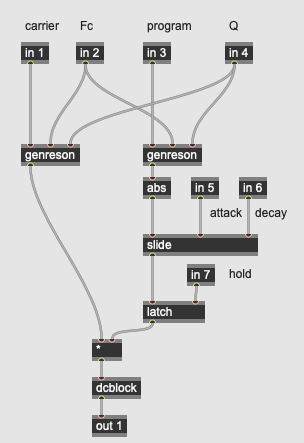 carrier Fc program Q
in 1 in 2 in 3 in 4
genreson genreson
abs in 5 in 6
attack decay
slide
in 7 hold
latch
*
dcblock
out 1